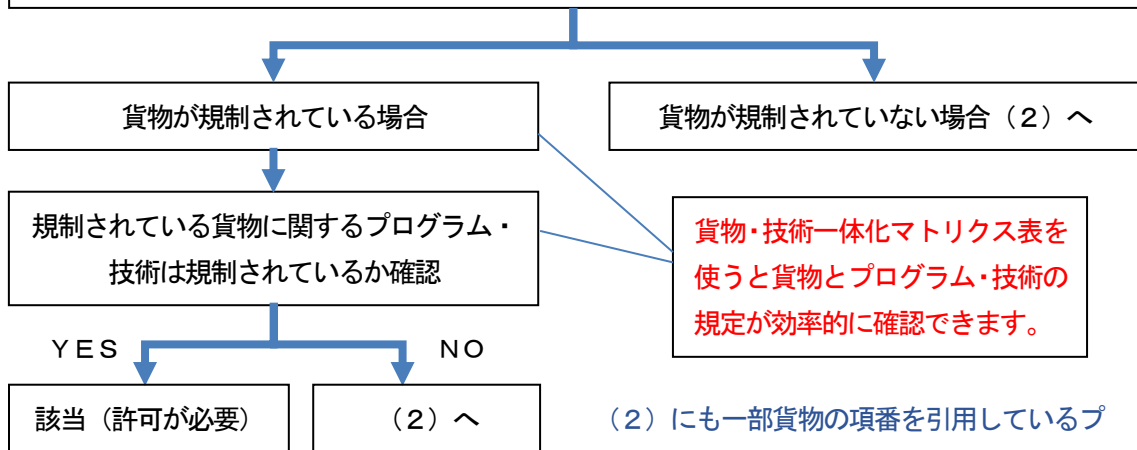 貨物が規制されている場合
貨物が規制されていない場合（２）へ
規制されている貨物に関するプログラム・
技術は規制されているか確認
貨物・技術一体化マトリクス表を
使うと貨物とプログラム・技術の
規定が効率的に確認できます。
ＹＥＳ
ＮＯ
該当（許可が必要）
（２）へ
（２）にも一部貨物の項番を引用しているプ